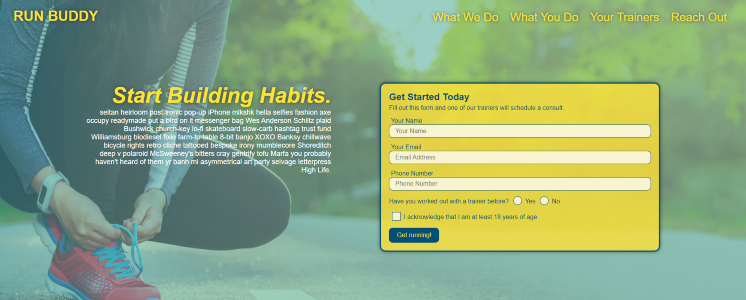 RUN BUDDY
What We Do What You Do Your Trainers Reach Out
Start Building Habits.
seitan heirloom post-ironic pop-up iPhone mlkshk hella selfies fashion axe
occupy readymade put a bird on it messenger bag Wes Anderson Schlitz plaid
Bushwick church-key lo-fi skateboard slow-carb hashtag trust fund
Williamsburg biodiesel fixie farm-to-table 8-bit banjo XOXO Banksy chillwave
bicycle rights retro cliche tattooed bespoke irony mumblecore Shoreditch
deep v polaroid McSweeney's bitters cray gentrify tofu Marfa you probably
haven't heard of them yr banh mi asymmetrical art party selvage letterpress
High Life.
Get Started Today
Fill out this form and one of our trainers will schedule a consult.
Your Name
Your Name
Your Email
Email Address
Phone Number
Phone Number
Have you worked out with a trainer before? Yes No
I acknowledge that I am at least 18 years of age
Get running!